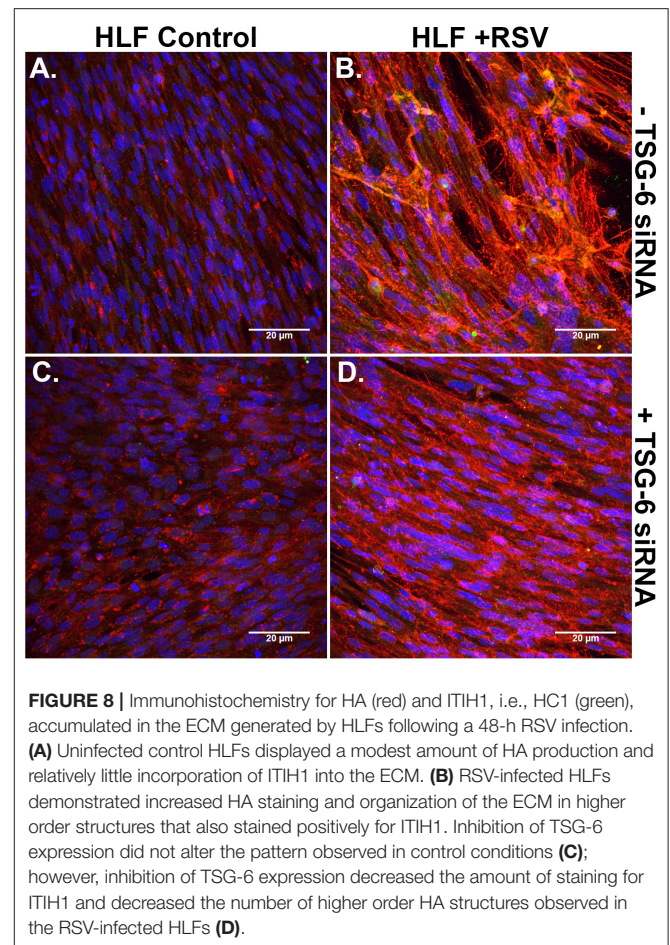 HLF Control HLF +RSV
A. B.
- TSG-6 siRNA
20 µm 20 µm
C. D.
+ TSG-6 siRNA
20 µm 20 µm
FIGURE 8 | Immunohistochemistry for HA (red) and ITIH1, i.e., HC1 (green),
accumulated in the ECM generated by HLFs following a 48-h RSV infection.
(A) Uninfected control HLFs displayed a modest amount of HA production and
relatively little incorporation of ITIH1 into the ECM. (B) RSV-infected HLFs
demonstrated increased HA staining and organization of the ECM in higher
order structures that also stained positively for ITIH1. Inhibition of TSG-6
expression did not alter the pattern observed in control conditions (C);
however, inhibition of TSG-6 expression decreased the amount of staining for
ITIH1 and decreased the number of higher order HA structures observed in
the RSV-infected HLFs (D).